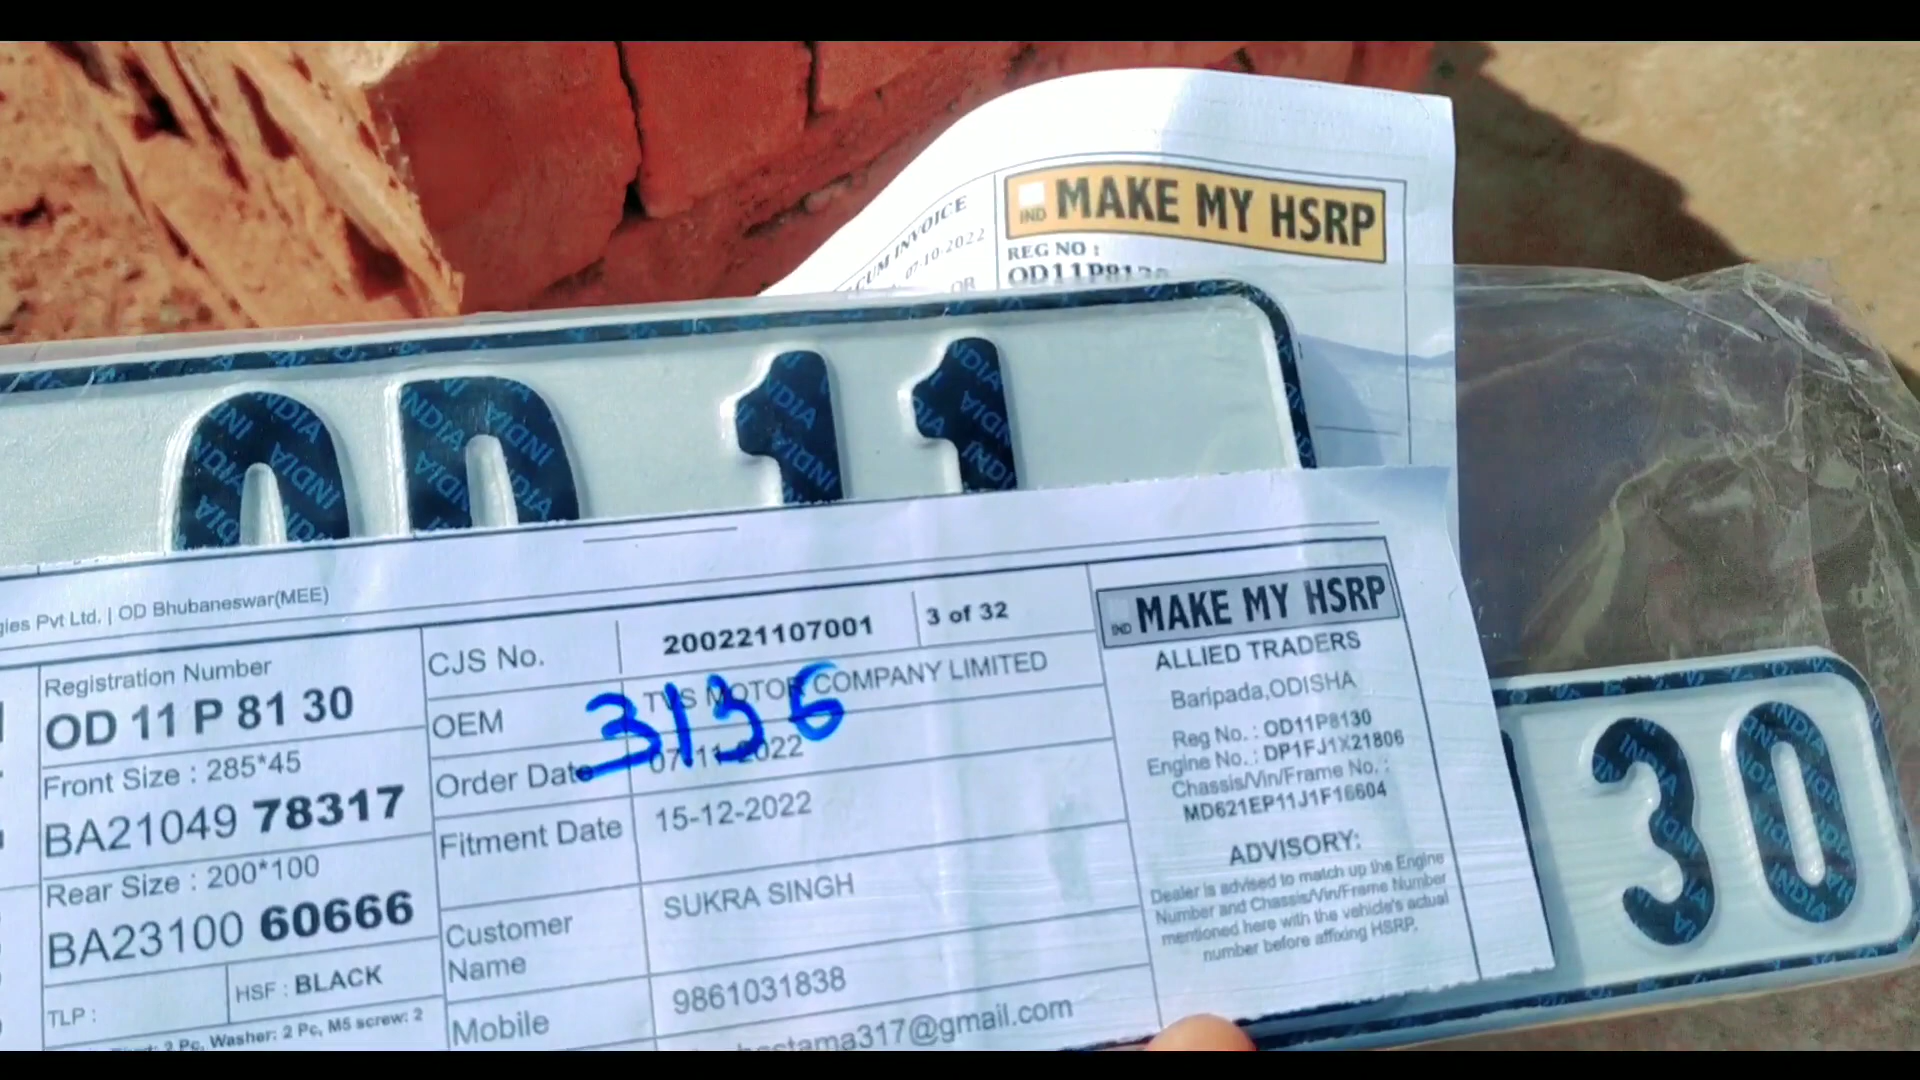 CUM INVOICE
07-10-2022
IND MAKE MY HSRP
REG NO :
OD11P8130
OD 11
30
gies Pvt Ltd. | OD Bhubaneswar(MEE)
Registration Number
OD 11 P 81 30
Front Size : 285*45
BA21049 78317
Rear Size : 200*100
BA23100 60666
TLP :
HSF : BLACK
2 Pc, Washer: 2 Pc, M5 screw: 2
CJS No.
200221107001
3 of 32
OEM
TVS MOTOR COMPANY LIMITED
3136
Order Date
07-11-2022
Fitment Date
15-12-2022
Customer
Name
SUKRA SINGH
Mobile
9861031838
tama317@gmail.com
IND MAKE MY HSRP
ALLIED TRADERS
Baripada,ODISHA
Reg No. : OD11P8130
Engine No. : DP1FJ1X21806
Chassis/Vin/Frame No. :
MD621EP11J1F16604
ADVISORY:
Dealer is advised to match up the Engine
Number and Chassis/Vin/Frame Number
mentioned here with the vehicle's actual
number before affixing HSRP.